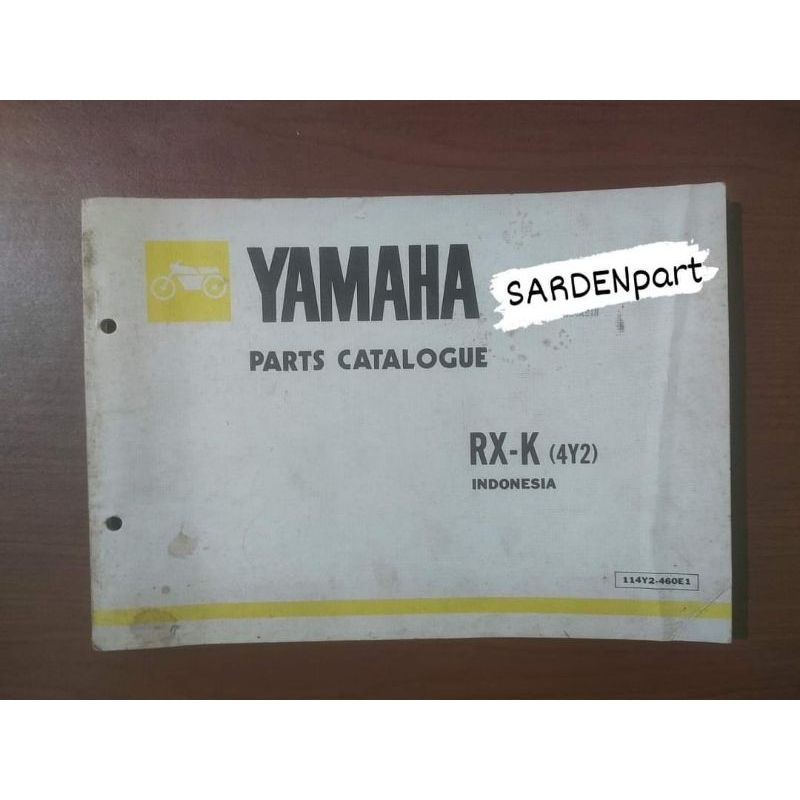 YAMAHA
SARDENpart
PARTS CATALOGUE
RX-K (4Y2)
INDONESIA
114Y2-460E1